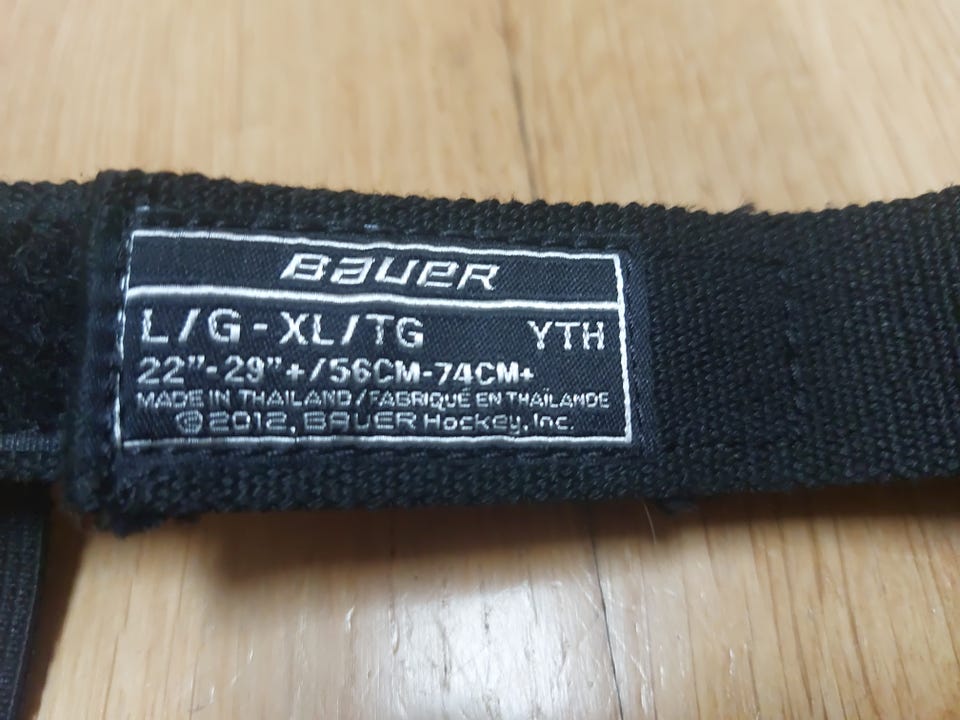 BAUER
L/G - XL/TG YTH
22"-29"+/56CM-74CM+
MADE IN THAILAND/FABRIQUÉ EN THAÏLANDE
©2012, BAUER Hockey, Inc.